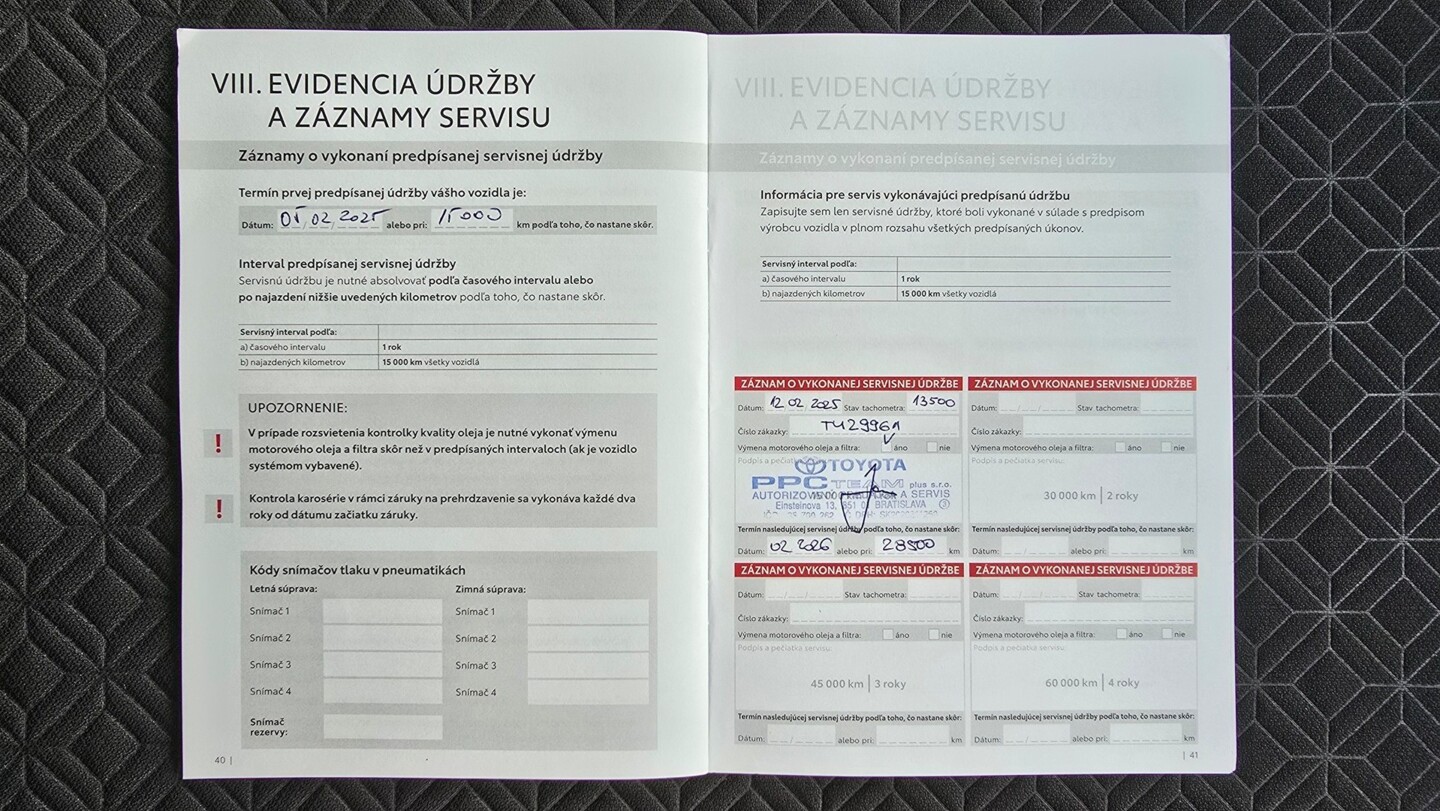 VIII. EVIDENCIA ÚDRŽBY
A ZÁZNAMY SERVISU
Záznamy o vykonaní predpísanej servisnej údržby
Termín prvej predpísanej údržby vášho vozidla je:
Dátum: 05 02 2025 alebo pri: 15000 km podľa toho, čo nastane skôr.
Interval predpísanej servisnej údržby
Servisnú údržbu je nutné absolvovať podľa časového intervalu alebo
po najazdení nižšie uvedených kilometrov podľa toho, čo nastane skôr.
Servisný interval podľa:
a) časového intervalu 1 rok
b) najazdených kilometrov 15 000 km všetky vozidlá
UPOZORNENIE:
! V prípade rozsvietenia kontrolky kvality oleja je nutné vykonať výmenu
motorového oleja a filtra skôr než v predpísaných intervaloch (ak je vozidlo
systémom vybavené).
! Kontrola karosérie v rámci záruky na prehrdzavenie sa vykonáva každé dva
roky od dátumu začiatku záruky.
Kódy snímačov tlaku v pneumatikách
Letná súprava: Zimná súprava:
Snímač 1 Snímač 1
Snímač 2 Snímač 2
Snímač 3 Snímač 3
Snímač 4 Snímač 4
Snímač
rezervy:
40 |
VIII. EVIDENCIA ÚDRŽBY
A ZÁZNAMY SERVISU
Záznamy o vykonaní predpísanej servisnej údržby
Informácia pre servis vykonávajúci predpísanú údržbu
Zapisujte sem len servisné údržby, ktoré boli vykonané v súlade s predpisom
výrobcu vozidla v plnom rozsahu všetkých predpísaných úkonov.
Servisný interval podľa:
a) časového intervalu 1 rok
b) najazdených kilometrov 15 000 km všetky vozidlá
ZÁZNAM O VYKONANEJ SERVISNEJ ÚDRŽBE
Dátum: 12 02 2025 Stav tachometra: 13500
Číslo zákazky: TU29961
Výmena motorového oleja a filtra: áno nie
Podpis a pečiatka
TOYOTA
PPC TEAM plus s.r.o.
AUTORIZOVANÝ A SERVIS
Einsteinova 13, 851 0 BRATISLAVA 3
Termín nasledujúcej servisnej údržby podľa toho, čo nastane skôr:
Dátum: 02 2026 alebo pri: 28500 km
ZÁZNAM O VYKONANEJ SERVISNEJ ÚDRŽBE
Dátum: Stav tachometra:
Číslo zákazky:
Výmena motorového oleja a filtra: áno nie
Podpis a pečiatka servisu:
30 000 km | 2 roky
Termín nasledujúcej servisnej údržby podľa toho, čo nastane skôr:
Dátum: alebo pri: km
ZÁZNAM O VYKONANEJ SERVISNEJ ÚDRŽBE
Dátum: Stav tachometra:
Číslo zákazky:
Výmena motorového oleja a filtra: áno nie
Podpis a pečiatka servisu:
45 000 km | 3 roky
Termín nasledujúcej servisnej údržby podľa toho, čo nastane skôr:
Dátum: alebo pri: km
ZÁZNAM O VYKONANEJ SERVISNEJ ÚDRŽBE
Dátum: Stav tachometra:
Číslo zákazky:
Výmena motorového oleja a filtra: áno nie
Podpis a pečiatka servisu:
60 000 km | 4 roky
Termín nasledujúcej servisnej údržby podľa toho, čo nastane skôr:
Dátum: alebo pri: km
| 41